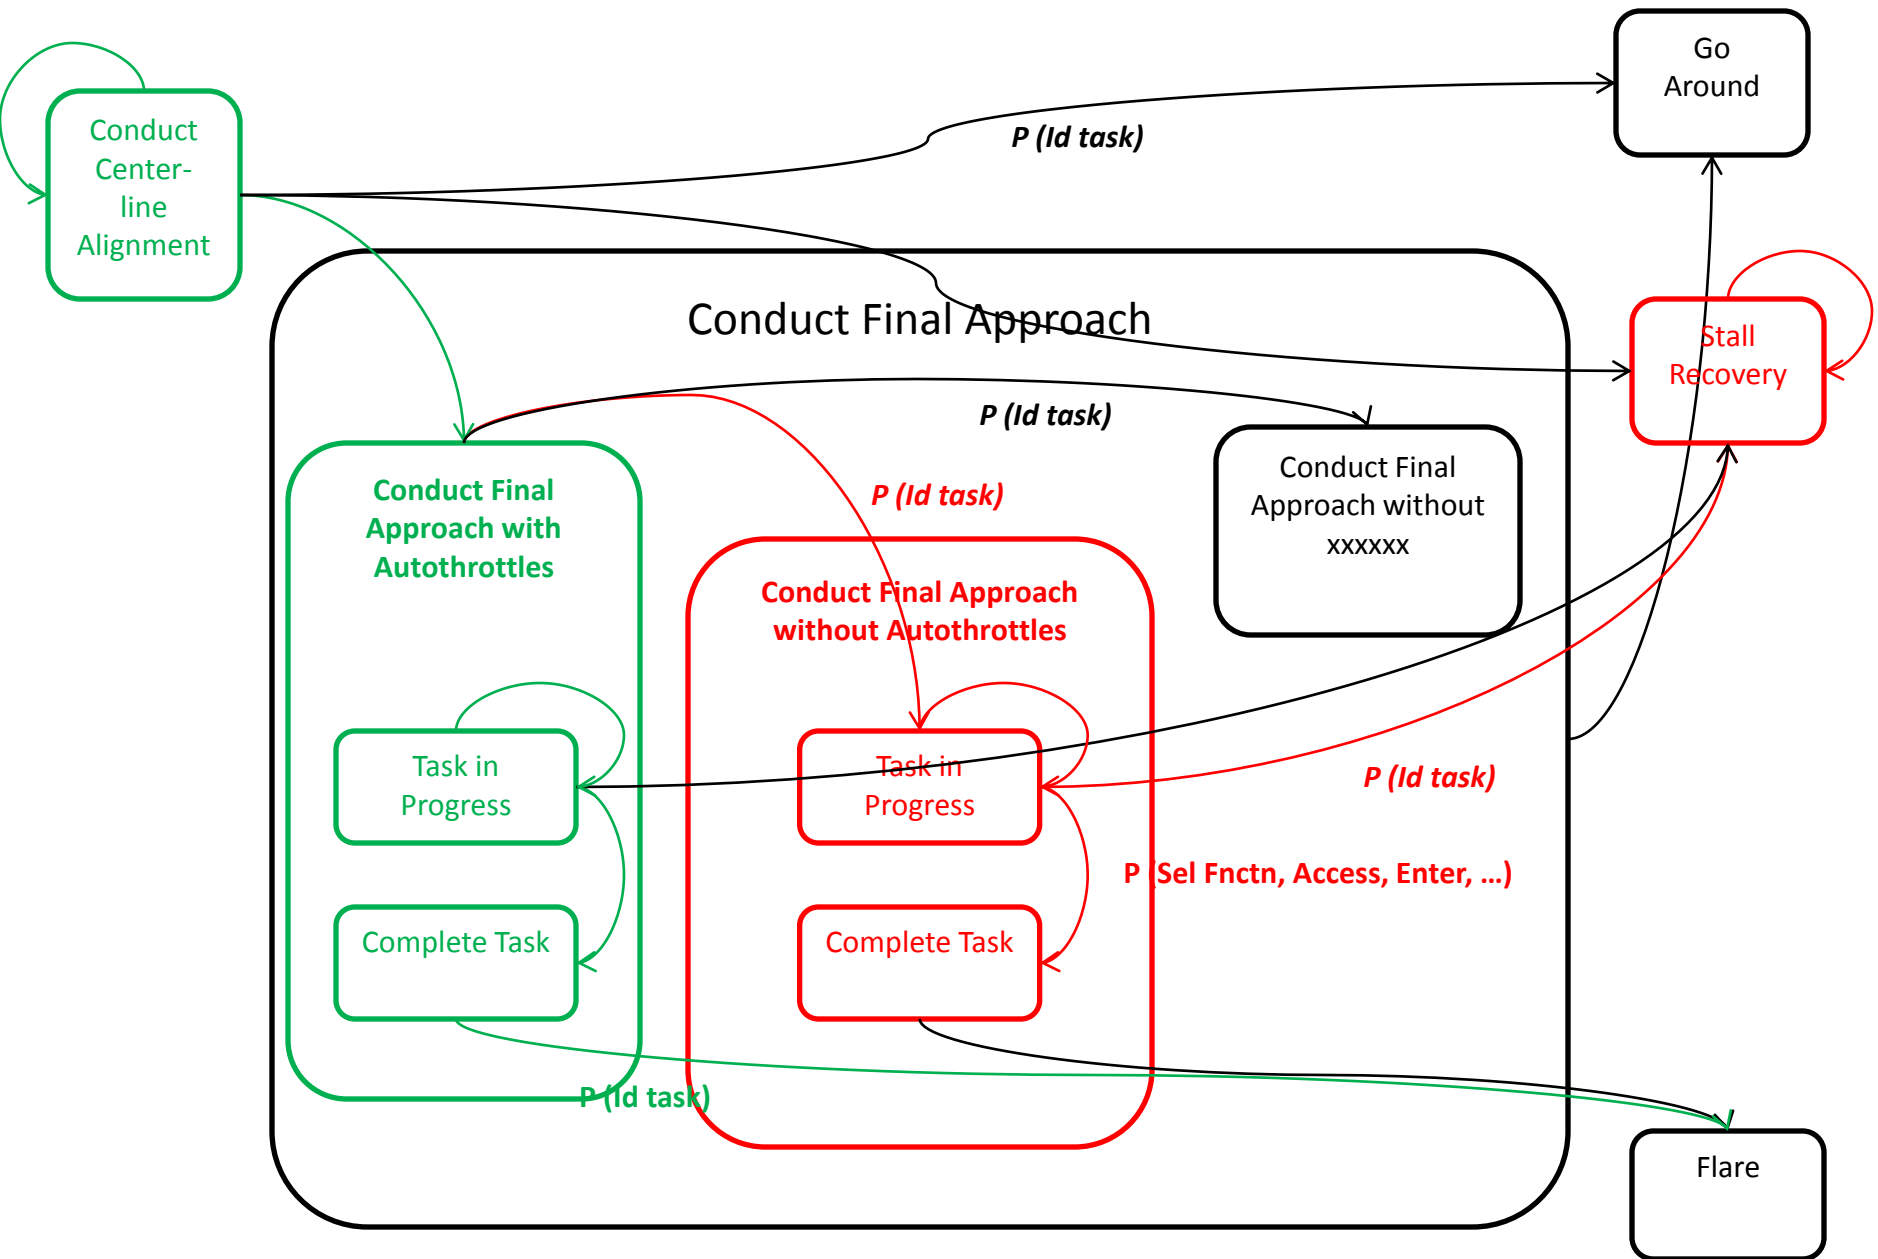 Go
Around
Conduct
Center-
line
Alignment
P (Id task)
Conduct Final Approach
Stall
Recovery
P (Id task)
Conduct Final
Approach with
Autothrottles
P (Id task)
Conduct Final
Approach without
xxxxxx
Conduct Final Approach
without Autothrottles
Task in
Progress
Task in
Progress
P (Id task)
P (Sel Fnctn, Access, Enter, ...)
Complete Task
Complete Task
P (Id task)
Flare